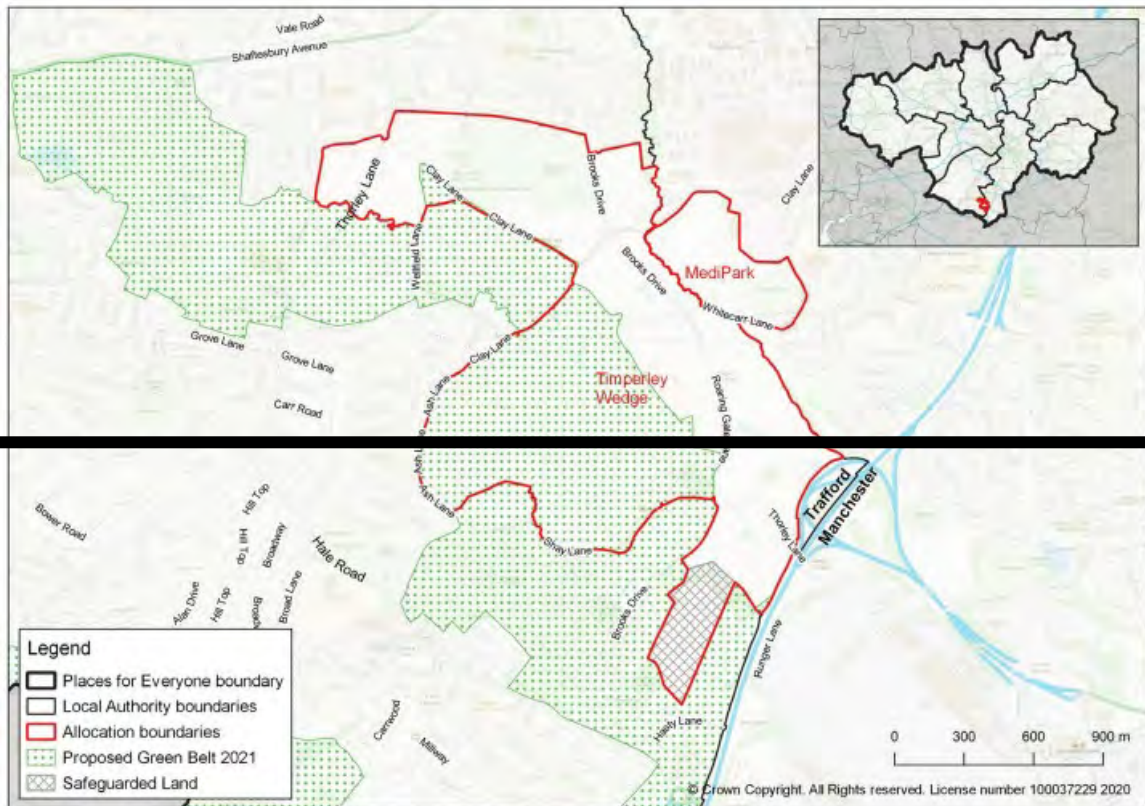 Vale Road
Shaftesbury Avenue
Thorley Lane
Clay Lane
Clay Lane
Brooks Drive
Clay Lane
Wellfield Lane
Brooks Drive
MediPark
Whitecarr Lane
Grove Lane
Grove Lane
Clay Lane
Carr Road
Ash Lane
Timperley
Wedge
Ash Lane
Ash Lane
Bower Road
Hill Top
Hill Top
Broadway
Hale Road
Alan Drive
Hill Top
Broad Lane
Shay Lane
Thorley Lane
Trafford
Manchester
Brooks Drive
Runger Lane
Hasty Lane
Carrwood
Millway
Legend
Places for Everyone boundary
Local Authority boundaries
Allocation boundaries
Proposed Green Belt 2021
Safeguarded Land
0 300 600 900 m
© Crown Copyright. All Rights reserved. License number 100037229 2020